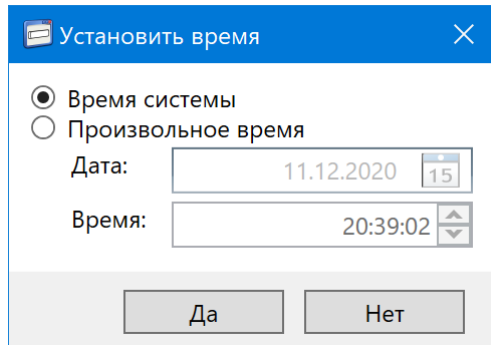 Установить время
Время системы
Произвольное время
Дата: 11.12.2020 15
Время: 20:39:02
Да Нет